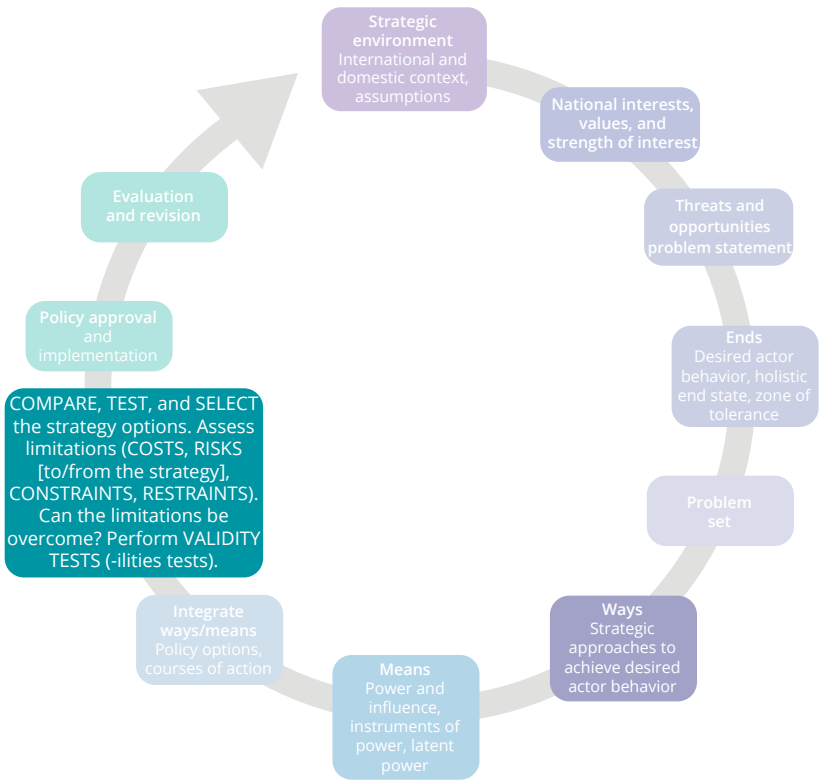 Strategic
environment
International and
domestic context,
assumptions
National interests,
values, and
strength of interest
Threats and
opportunities
problem statement
Ends
Desired actor
behavior, holistic
end state, zone of
tolerance
Problem
set
Ways
Strategic
approaches to
achieve desired
actor behavior
Means
Power and
influence,
instruments of
power, latent
power
Integrate
ways/means
Policy options,
courses of action
COMPARE, TEST, and SELECT
the strategy options. Assess
limitations (COSTS, RISKS
[to/from the strategy],
CONSTRAINTS, RESTRAINTS).
Can the limitations be
overcome? Perform VALIDITY
TESTS (-ilities tests).
Policy approval
and
implementation
Evaluation
and revision